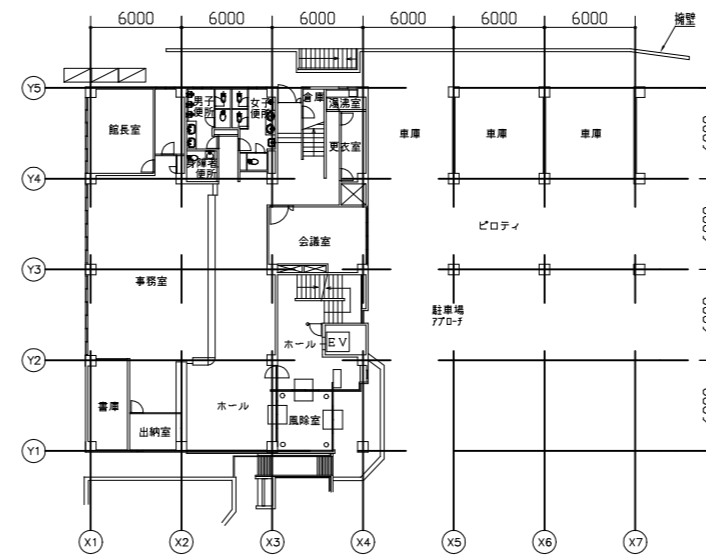 6000 6000 6000 6000 6000 6000
擁壁
Y5
館長室
男子
便所
女子
便所
倉庫
湯沸室
車庫
車庫
車庫
6000
更衣室
身障者
便所
Y4
ピロティ
会議室
6000
Y3
事務室
駐車場
アプローチ
6000
ホール
EV
Y2
書庫
ホール
風除室
出納室
6000
Y1
X1 X2 X3 X4 X5 X6 X7